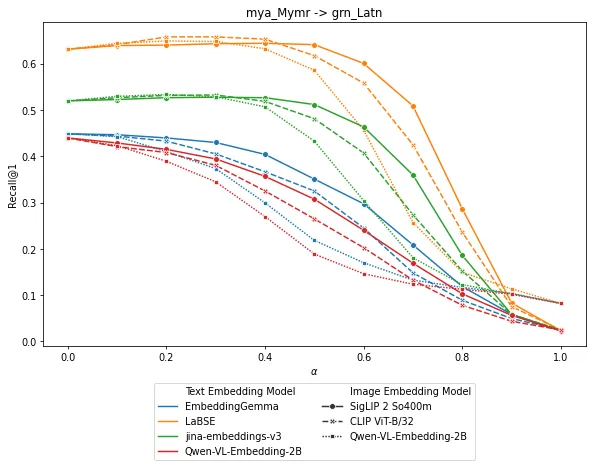 mya_Mymr -> grn_Latn
Recall@1
0.6
0.5
0.4
0.3
0.2
0.1
0.0
0.0 0.2 0.4 0.6 0.8 1.0
α
Text Embedding Model Image Embedding Model
EmbeddingGemma SigLIP 2 So400m
LaBSE CLIP ViT-B/32
jina-embeddings-v3 Qwen-VL-Embedding-2B
Qwen-VL-Embedding-2B